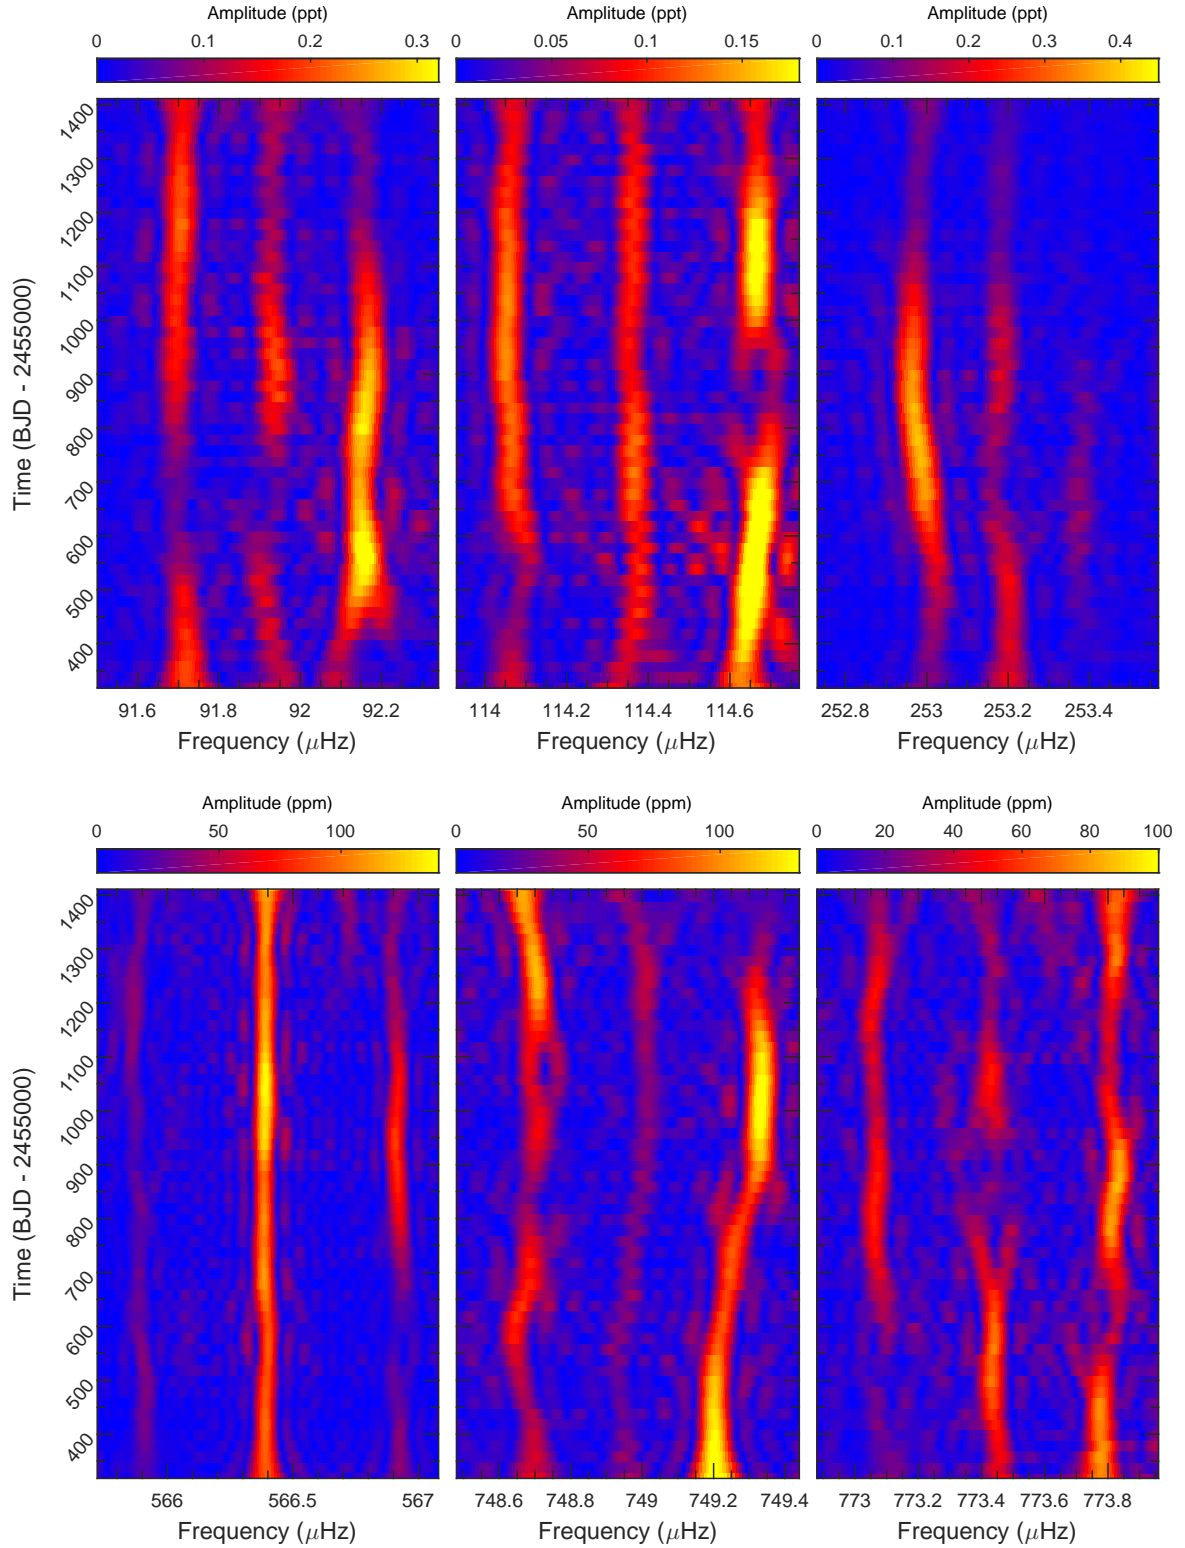 Amplitude (ppt) Amplitude (ppt) Amplitude (ppt)
0 0.1 0.2 0.3 0 0.05 0.1 0.15 0 0.1 0.2 0.3 0.4
Time (BJD - 2455000)
1400
1300
1200
1100
1000
900
800
700
600
500
400
91.6 91.8 92 92.2 114 114.2 114.4 114.6 252.8 253 253.2 253.4
Frequency (μHz) Frequency (μHz) Frequency (μHz)
Amplitude (ppm) Amplitude (ppm) Amplitude (ppm)
0 50 100 0 50 100 0 20 40 60 80 100
Time (BJD - 2455000)
1400
1300
1200
1100
1000
900
800
700
600
500
400
566 566.5 567 748.6 748.8 749 749.2 749.4 773 773.2 773.4 773.6 773.8
Frequency (μHz) Frequency (μHz) Frequency (μHz)